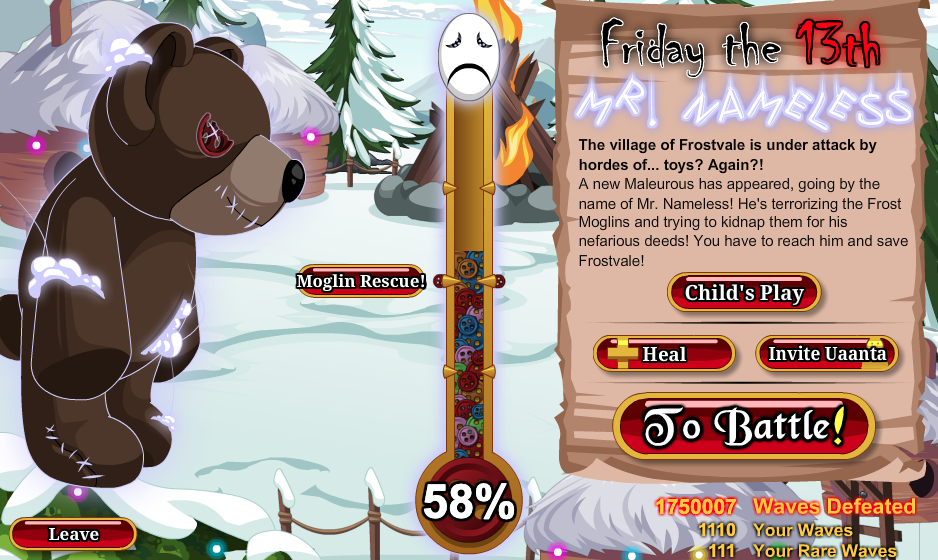 Friday the 13th
MR. NAMELESS
The village of Frostvale is under attack by
hordes of... toys? Again?!
A new Maleurous has appeared, going by the
name of Mr. Nameless! He's terrorizing the Frost
Moglins and trying to kidnap them for his
nefarious deeds! You have to reach him and save
Frostvale!
Moglin Rescue!
Child's Play
Heal
Invite Uaanta
To Battle!
58%
1750007 Waves Defeated
1110 Your Waves
111 Your Rare Waves
Leave